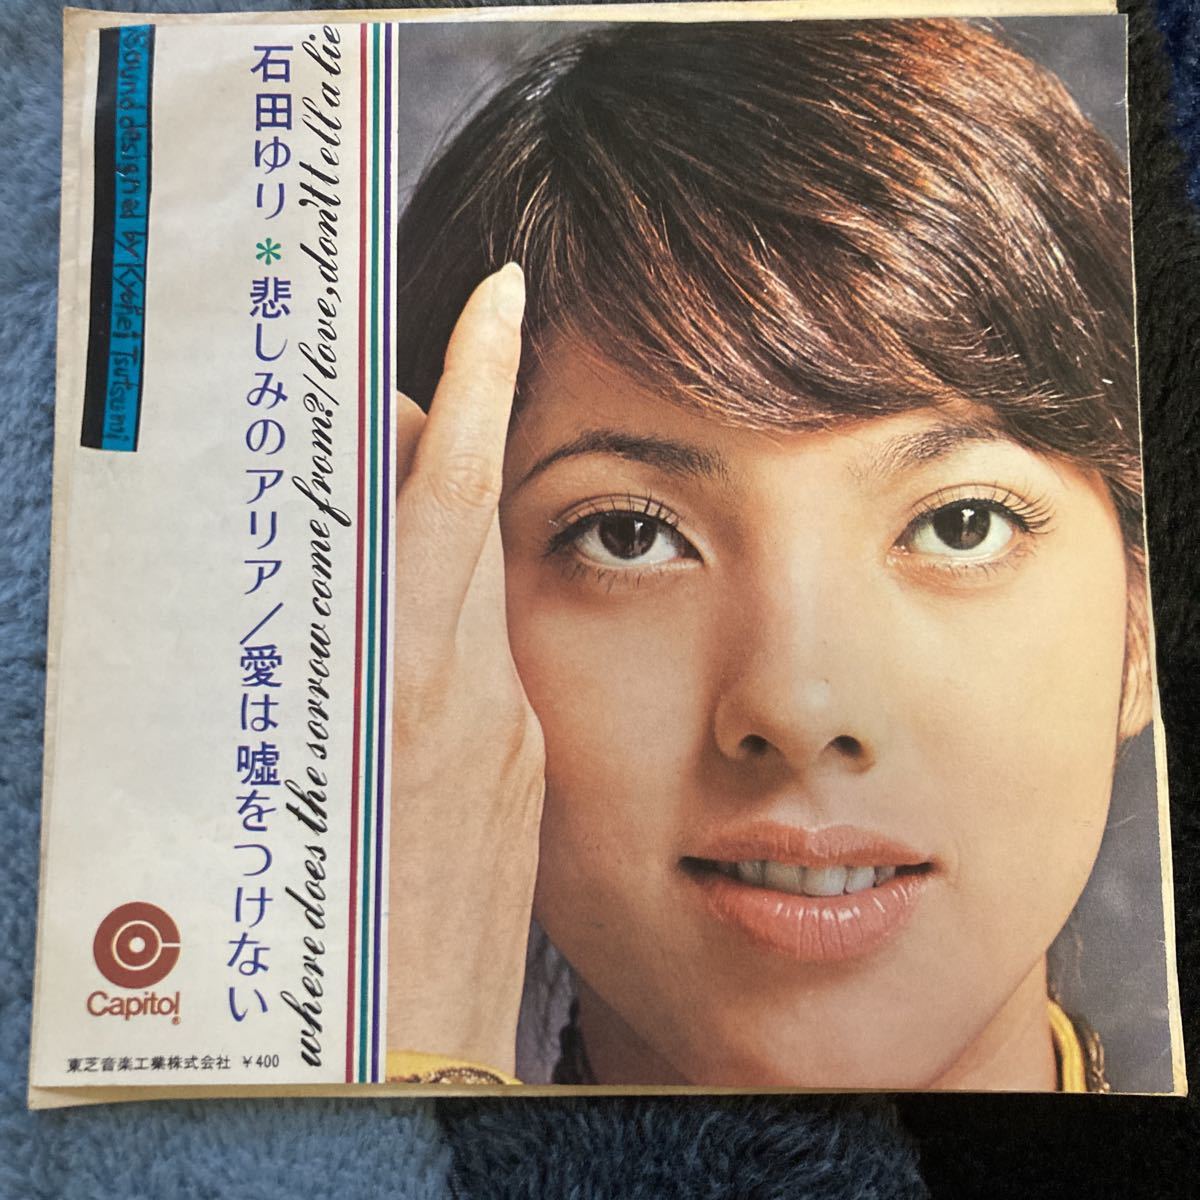 Sound designed by Kyohei Tsutsumi
石田ゆり＊悲しみのアリア／愛は嘘をつけない
where does the sorrow come from?/love, don't tell a lie
Capitol®
東芝音楽工業株式会社 ￥400